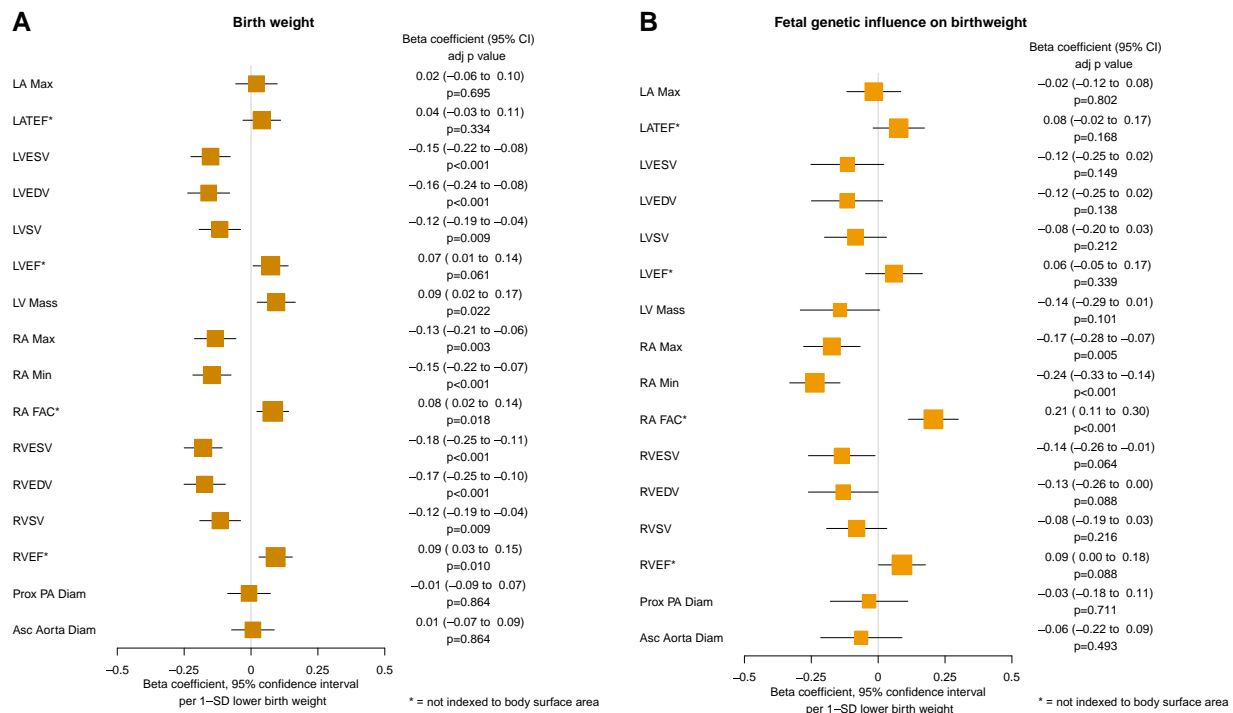 A
Birth weight
Beta coefficient (95% CI)
adj p value
LA Max
0.02 (−0.06 to 0.10)
p=0.695
LATEF*
0.04 (−0.03 to 0.11)
p=0.334
LVESV
−0.15 (−0.22 to −0.08)
p<0.001
LVEDV
−0.16 (−0.24 to −0.08)
p<0.001
LVSV
−0.12 (−0.19 to −0.04)
p=0.009
LVEF*
0.07 ( 0.01 to 0.14)
p=0.061
LV Mass
0.09 ( 0.02 to 0.17)
p=0.022
RA Max
−0.13 (−0.21 to −0.06)
p=0.003
RA Min
−0.15 (−0.22 to −0.07)
p<0.001
RA FAC*
0.08 ( 0.02 to 0.14)
p=0.018
RVESV
−0.18 (−0.25 to −0.11)
p<0.001
RVEDV
−0.17 (−0.25 to −0.10)
p<0.001
RVSV
−0.12 (−0.19 to −0.04)
p=0.009
RVEF*
0.09 ( 0.03 to 0.15)
p=0.010
Prox PA Diam
−0.01 (−0.09 to 0.07)
p=0.864
Asc Aorta Diam
0.01 (−0.07 to 0.09)
p=0.864
−0.5 −0.25 0 0.25 0.5
Beta coefficient, 95% confidence interval
per 1−SD lower birth weight
* = not indexed to body surface area
B
Fetal genetic influence on birthweight
Beta coefficient (95% CI)
adj p value
LA Max
−0.02 (−0.12 to 0.08)
p=0.802
LATEF*
0.08 (−0.02 to 0.17)
p=0.168
LVESV
−0.12 (−0.25 to 0.02)
p=0.149
LVEDV
−0.12 (−0.25 to 0.02)
p=0.138
LVSV
−0.08 (−0.20 to 0.03)
p=0.212
LVEF*
0.06 (−0.05 to 0.17)
p=0.339
LV Mass
−0.14 (−0.29 to 0.01)
p=0.101
RA Max
−0.17 (−0.28 to −0.07)
p=0.005
RA Min
−0.24 (−0.33 to −0.14)
p<0.001
RA FAC*
0.21 ( 0.11 to 0.30)
p<0.001
RVESV
−0.14 (−0.26 to −0.01)
p=0.064
RVEDV
−0.13 (−0.26 to 0.00)
p=0.088
RVSV
−0.08 (−0.19 to 0.03)
p=0.216
RVEF*
0.09 ( 0.00 to 0.18)
p=0.088
Prox PA Diam
−0.03 (−0.18 to 0.11)
p=0.711
Asc Aorta Diam
−0.06 (−0.22 to 0.09)
p=0.493
−0.5 −0.25 0 0.25 0.5
Beta coefficient, 95% confidence interval
per 1−SD lower birth weight
* = not indexed to body surface area